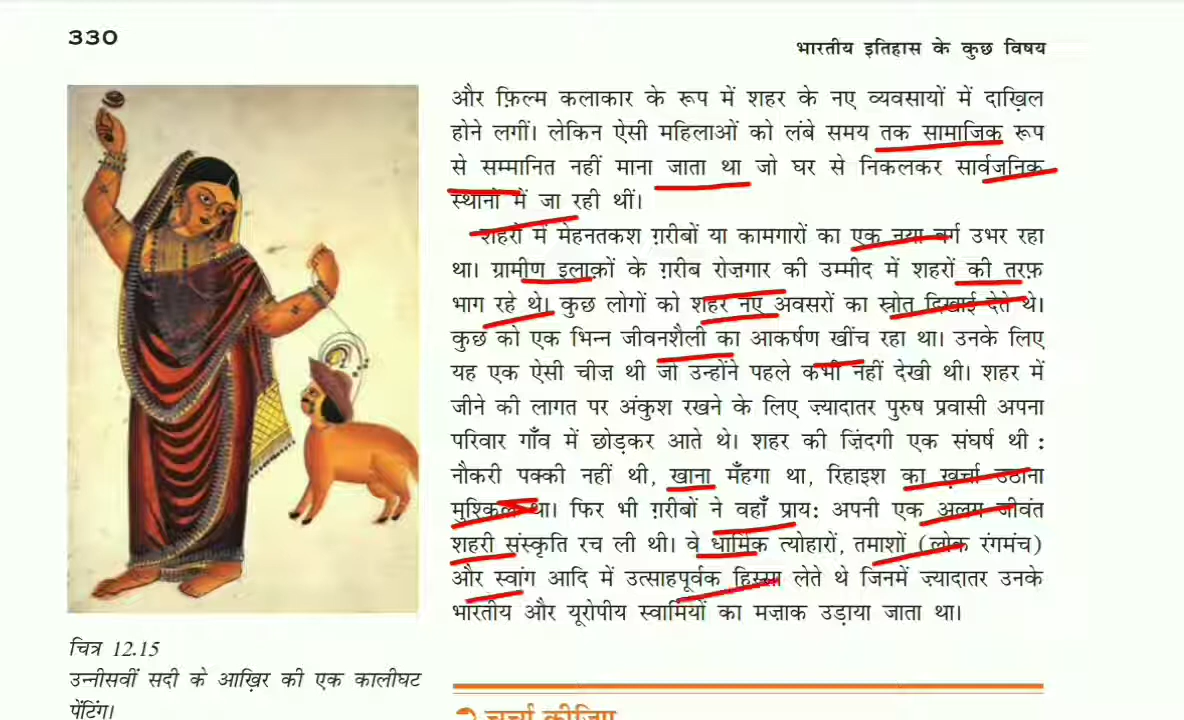 330
भारतीय इतिहास के कुछ विषय
और फ़िल्म कलाकार के रूप में शहर के नए व्यवसायों में दाख़िल
होने लगीं। लेकिन ऐसी महिलाओं को लंबे समय तक सामाजिक रूप
से सम्मानित नहीं माना जाता था जो घर से निकलकर सार्वजनिक
स्थानों में जा रही थीं।
शहरों में मेहनतकश ग़रीबों या कामगारों का एक नया वर्ग उभर रहा
था। ग्रामीण इलाक़ों के ग़रीब रोज़गार की उम्मीद में शहरों की तरफ़
भाग रहे थे। कुछ लोगों को शहर नए अवसरों का स्रोत दिखाई देते थे।
कुछ को एक भिन्न जीवनशैली का आकर्षण खींच रहा था। उनके लिए
यह एक ऐसी चीज़ थी जो उन्होंने पहले कभी नहीं देखी थी। शहर में
जीने की लागत पर अंकुश रखने के लिए ज्यादातर पुरुष प्रवासी अपना
परिवार गाँव में छोड़कर आते थे। शहर की ज़िंदगी एक संघर्ष थी :
नौकरी पक्की नहीं थी, खाना मँहगा था, रिहाइश का ख़र्चा उठाना
मुश्किल था। फिर भी ग़रीबों ने वहाँ प्राय: अपनी एक अलग जीवंत
शहरी संस्कृति रच ली थी। वे धार्मिक त्योहारों, तमाशों (लोक रंगमंच)
और स्वांग आदि में उत्साहपूर्वक हिस्सा लेते थे जिनमें ज्यादातर उनके
भारतीय और यूरोपीय स्वामियों का मज़ाक उड़ाया जाता था।
चित्र 12.15
उन्नीसवीं सदी के आख़िर की एक कालीघट
पेंटिंग।
चर्चा कीजिए